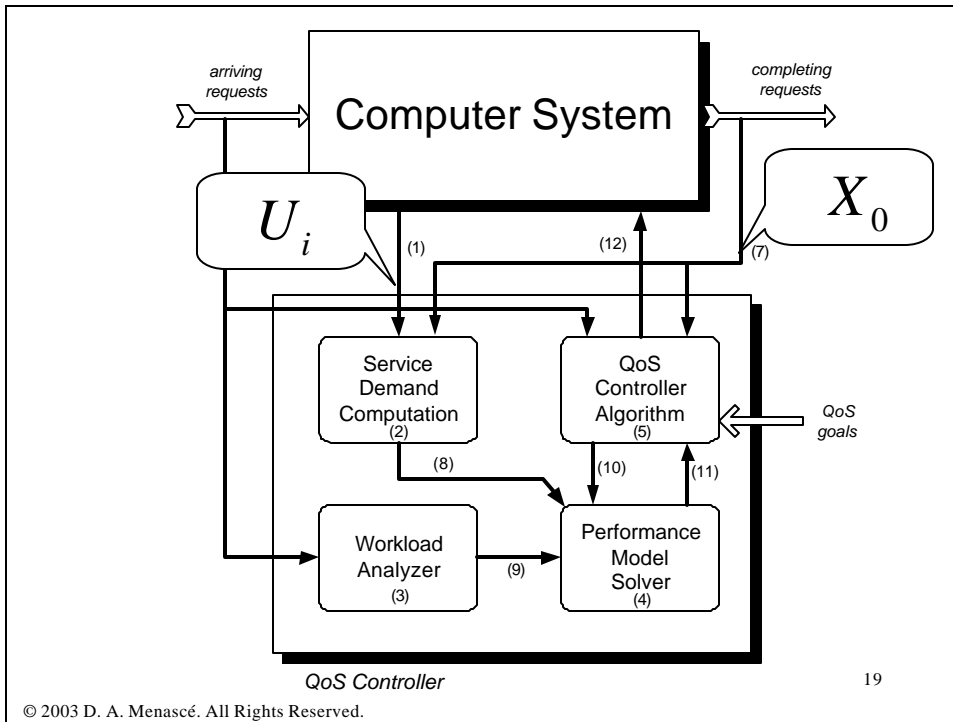 arriving
requests
completing
requests
Computer System
U i
X 0
(1)
(12)
(7)
Service
Demand
Computation
(2)
QoS
Controller
Algorithm
(5)
QoS
goals
(8)
(10)
(11)
Workload
Analyzer
(3)
(9)
Performance
Model
Solver
(4)
QoS Controller
19
© 2003 D. A. Menascé. All Rights Reserved.